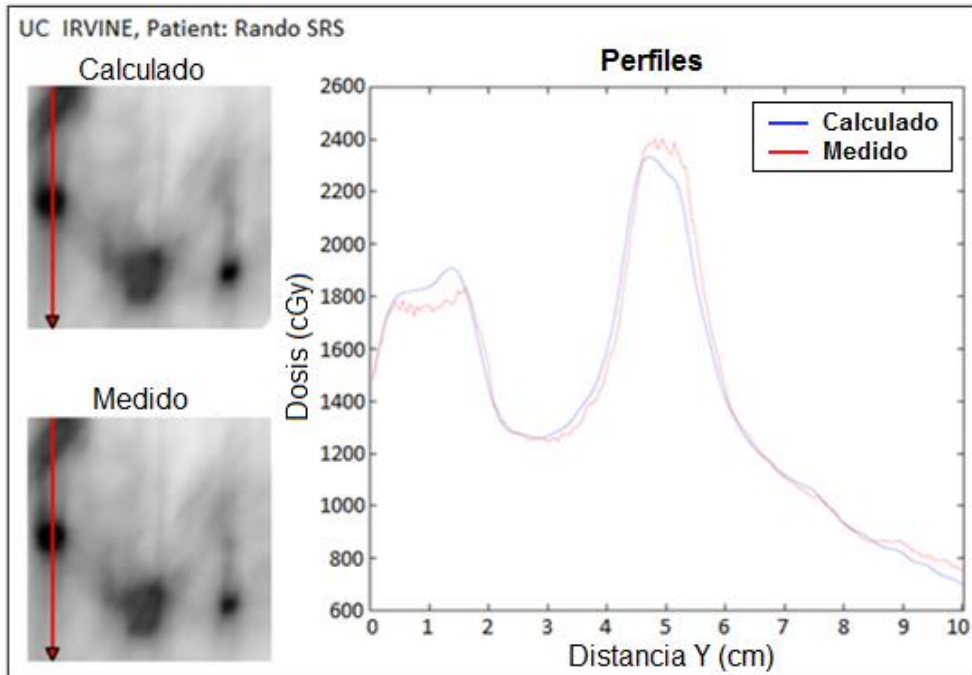 UC IRVINE, Patient: Rando SRS
Calculado
Medido
Perfiles
Calculado
Medido
Dosis (cGy)
2600
2400
2200
2000
1800
1600
1400
1200
1000
800
600
0 1 2 3 4 5 6 7 8 9 10
Distancia Y (cm)